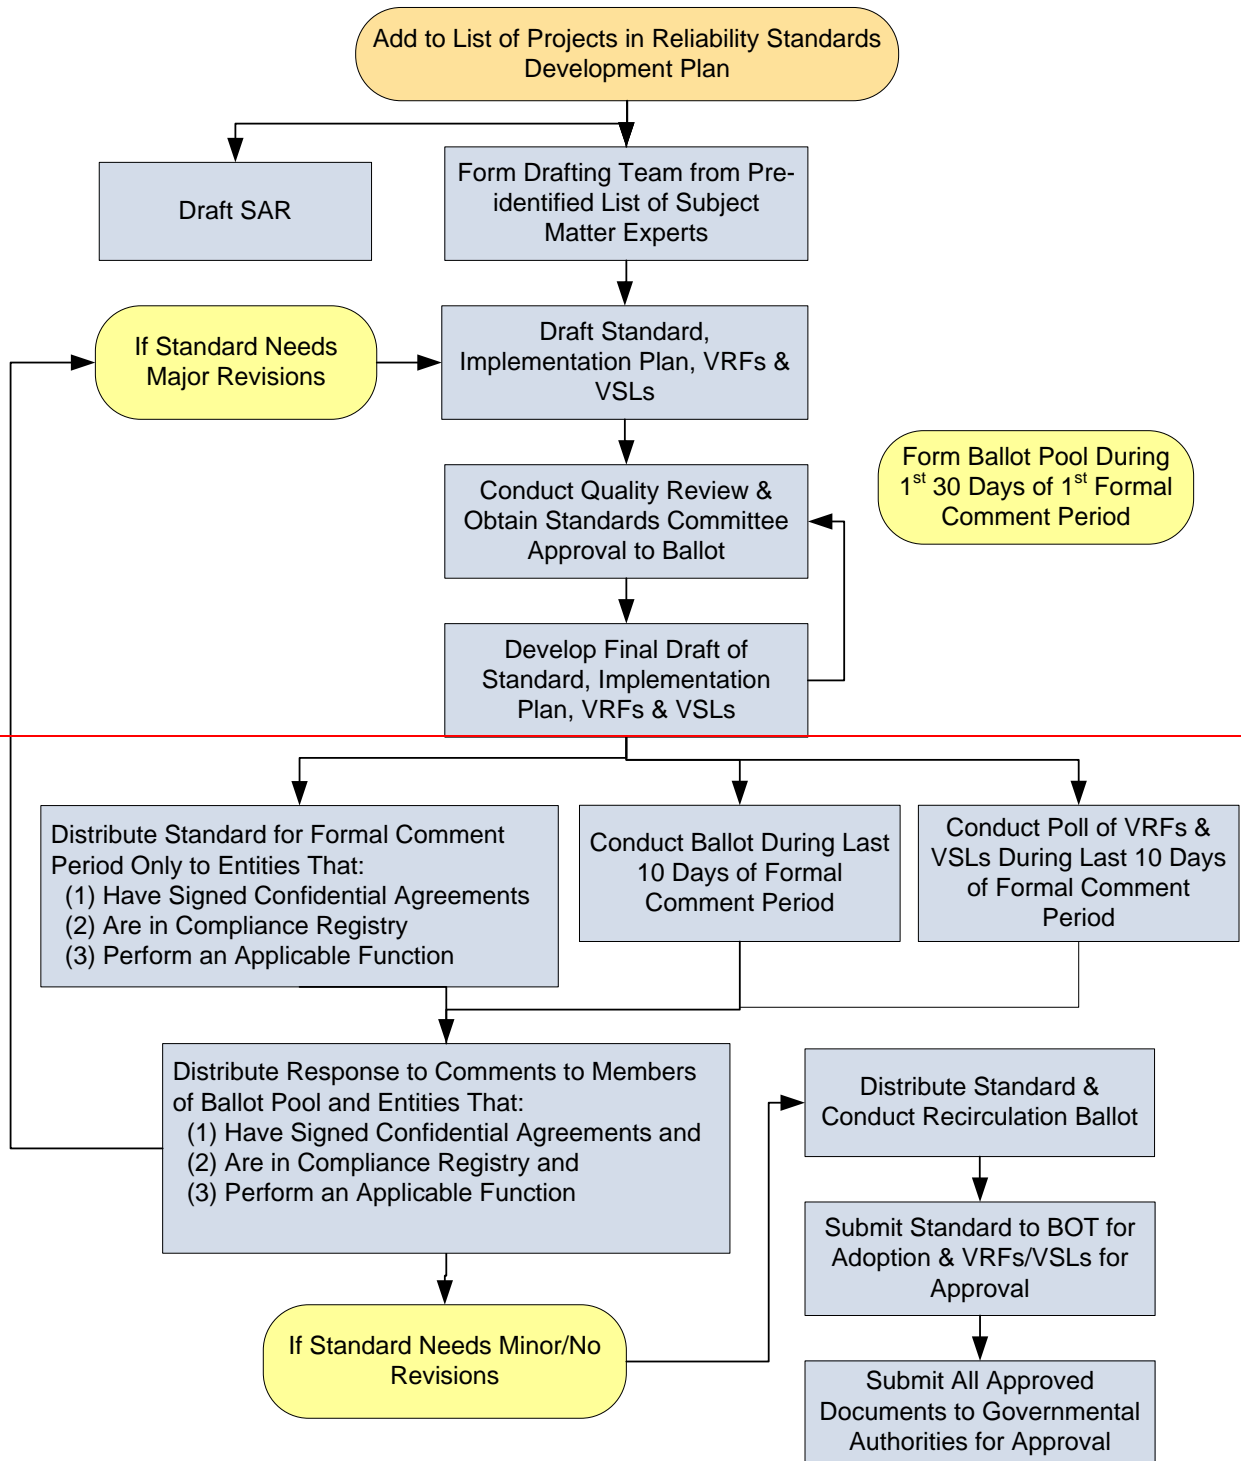 Add to List of Projects in Reliability Standards
Development Plan
Draft SAR
Form Drafting Team from Pre-
identified List of Subject
Matter Experts
If Standard Needs
Major Revisions
Draft Standard,
Implementation Plan, VRFs &
VSLs
Conduct Quality Review &
Obtain Standards Committee
Approval to Ballot
Form Ballot Pool During
1st 30 Days of 1st Formal
Comment Period
Develop Final Draft of
Standard, Implementation
Plan, VRFs & VSLs
Distribute Standard for Formal Comment
Period Only to Entities That:
(1) Have Signed Confidential Agreements
(2) Are in Compliance Registry
(3) Perform an Applicable Function
Conduct Ballot During Last
10 Days of Formal
Comment Period
Conduct Poll of VRFs &
VSLs During Last 10 Days
of Formal Comment
Period
Distribute Response to Comments to Members
of Ballot Pool and Entities That:
(1) Have Signed Confidential Agreements and
(2) Are in Compliance Registry and
(3) Perform an Applicable Function
Distribute Standard &
Conduct Recirculation Ballot
Submit Standard to BOT for
Adoption & VRFs/VSLs for
Approval
If Standard Needs Minor/No
Revisions
Submit All Approved
Documents to Governmental
Authorities for Approval